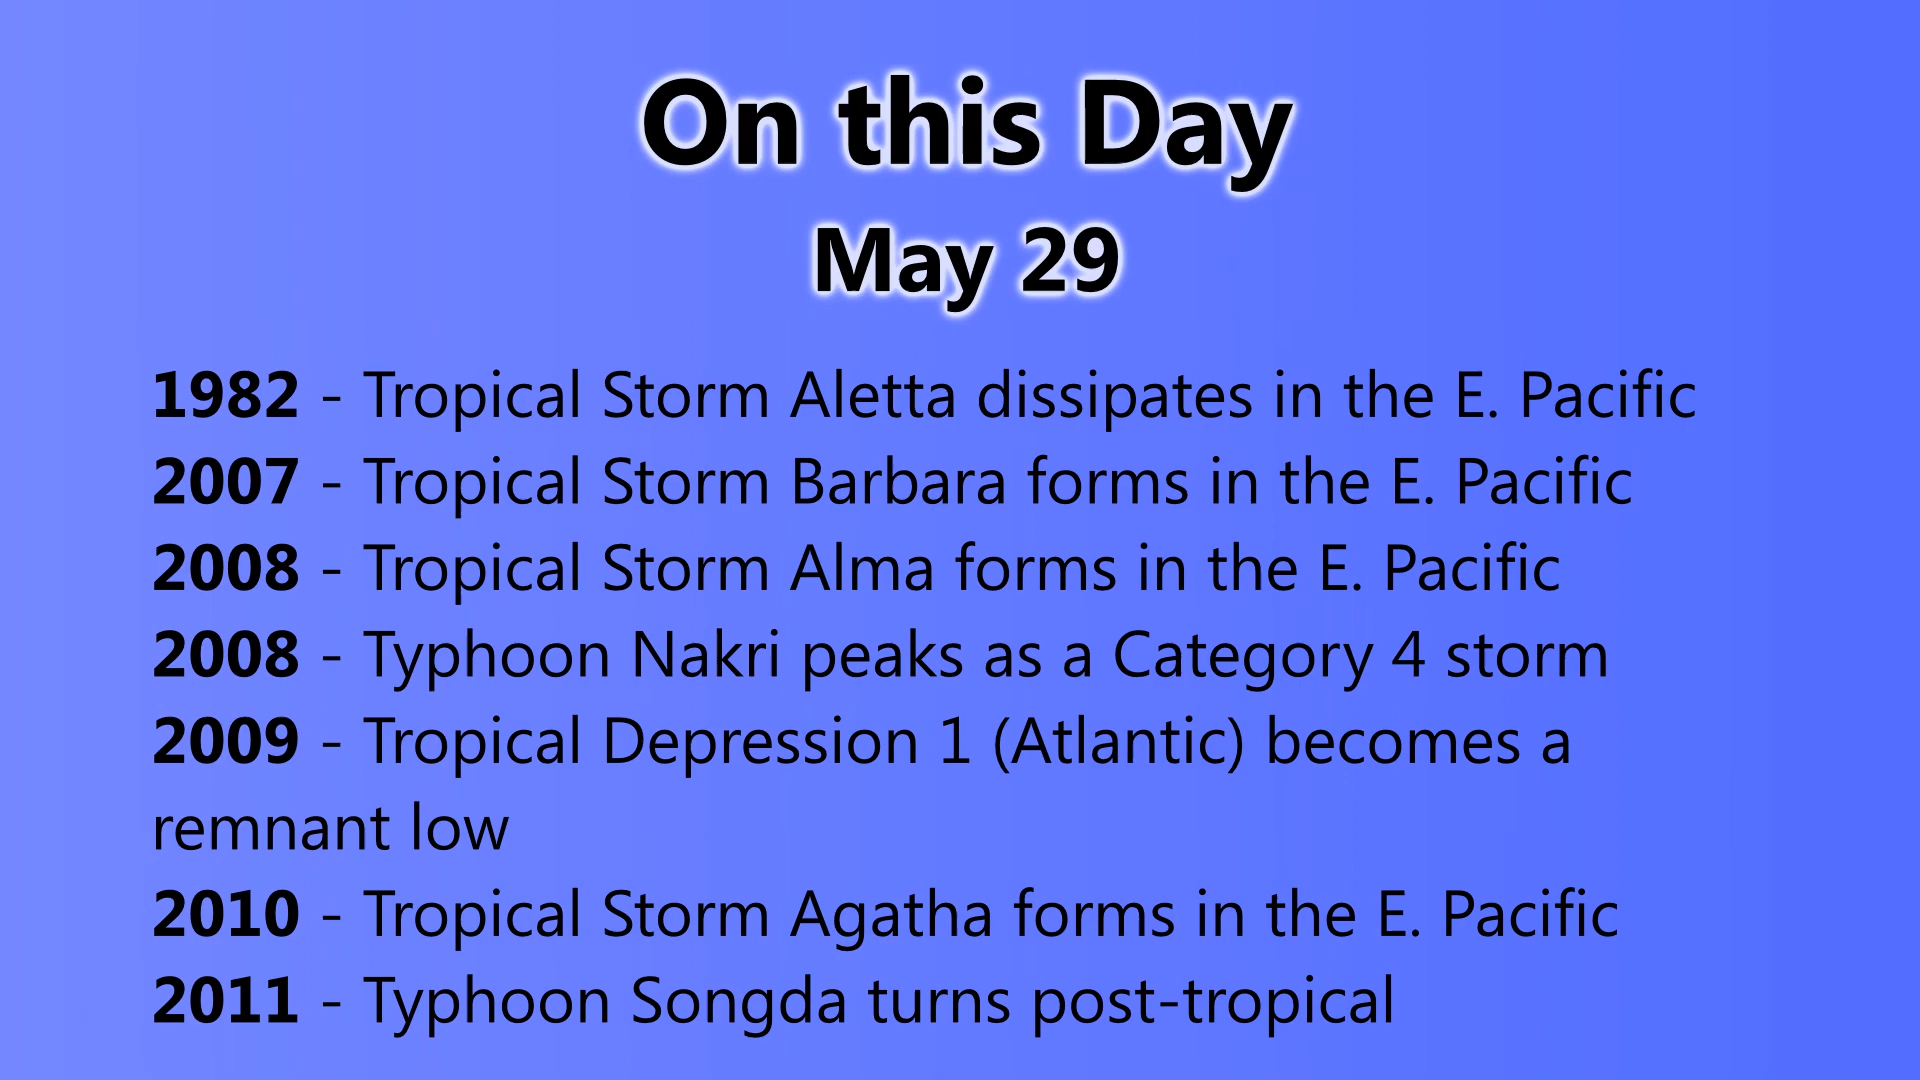 On this Day
May 29
1982 - Tropical Storm Aletta dissipates in the E. Pacific
2007 - Tropical Storm Barbara forms in the E. Pacific
2008 - Tropical Storm Alma forms in the E. Pacific
2008 - Typhoon Nakri peaks as a Category 4 storm
2009 - Tropical Depression 1 (Atlantic) becomes a
remnant low
2010 - Tropical Storm Agatha forms in the E. Pacific
2011 - Typhoon Songda turns post-tropical